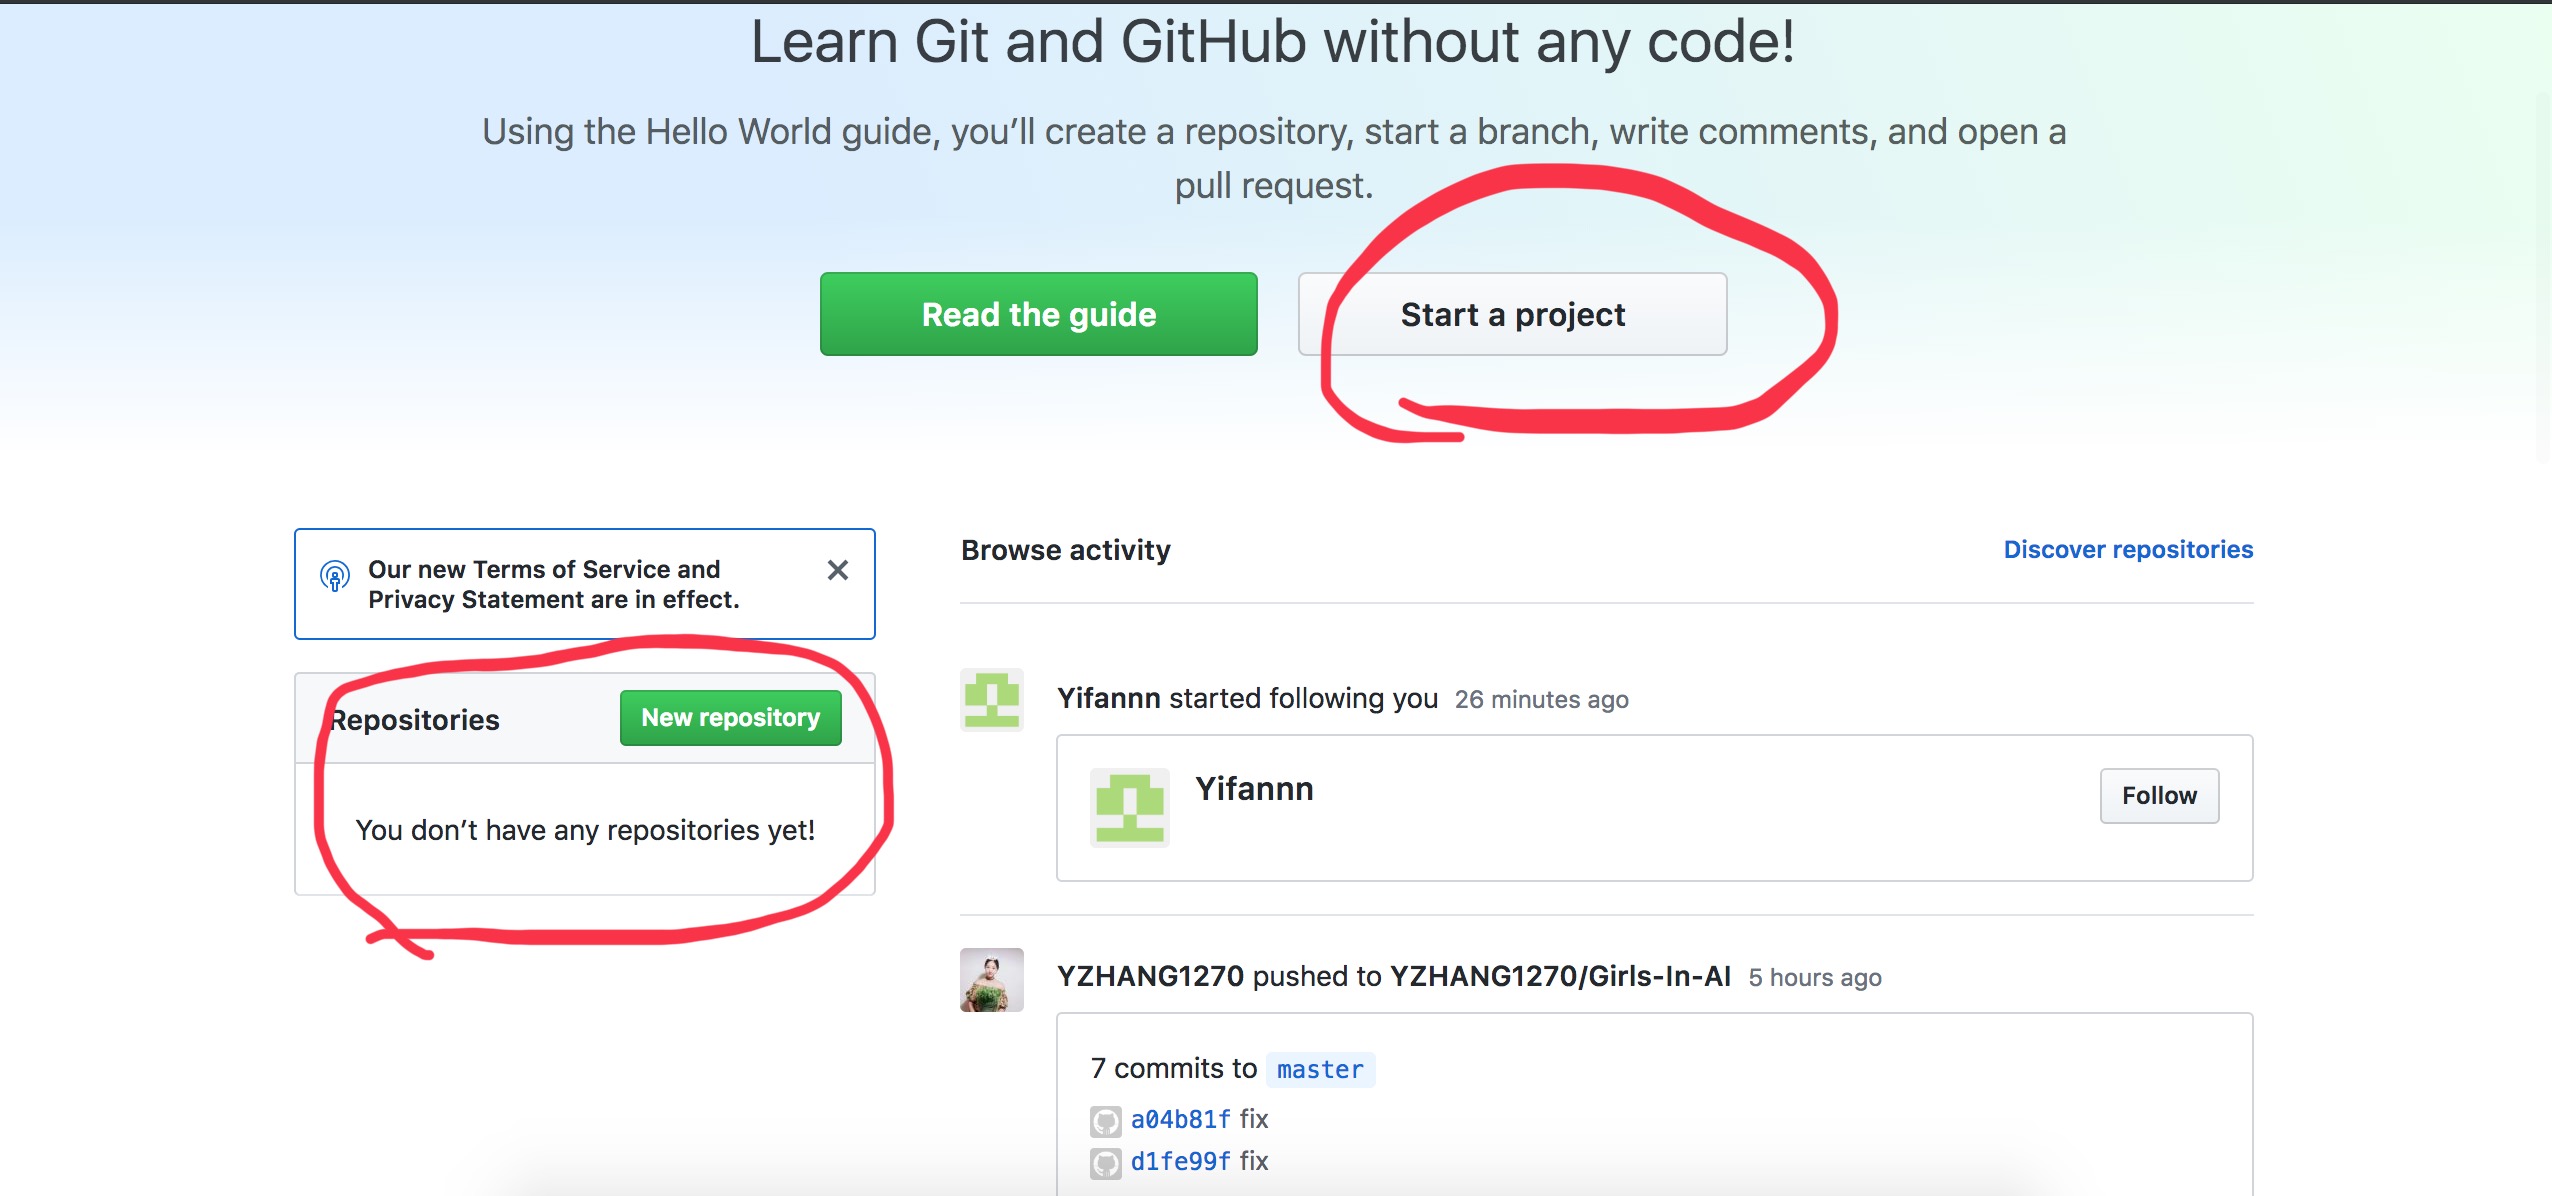 Learn Git and GitHub without any code!
Using the Hello World guide, you’ll create a repository, start a branch, write comments, and open a
pull request.
Read the guide
Start a project
Our new Terms of Service and
Privacy Statement are in effect.
Repositories
New repository
You don’t have any repositories yet!
Browse activity
Discover repositories
Yifannn started following you 26 minutes ago
Yifannn
Follow
YZHANG1270 pushed to YZHANG1270/Girls-In-AI 5 hours ago
7 commits to master
a04b81f fix
d1fe99f fix